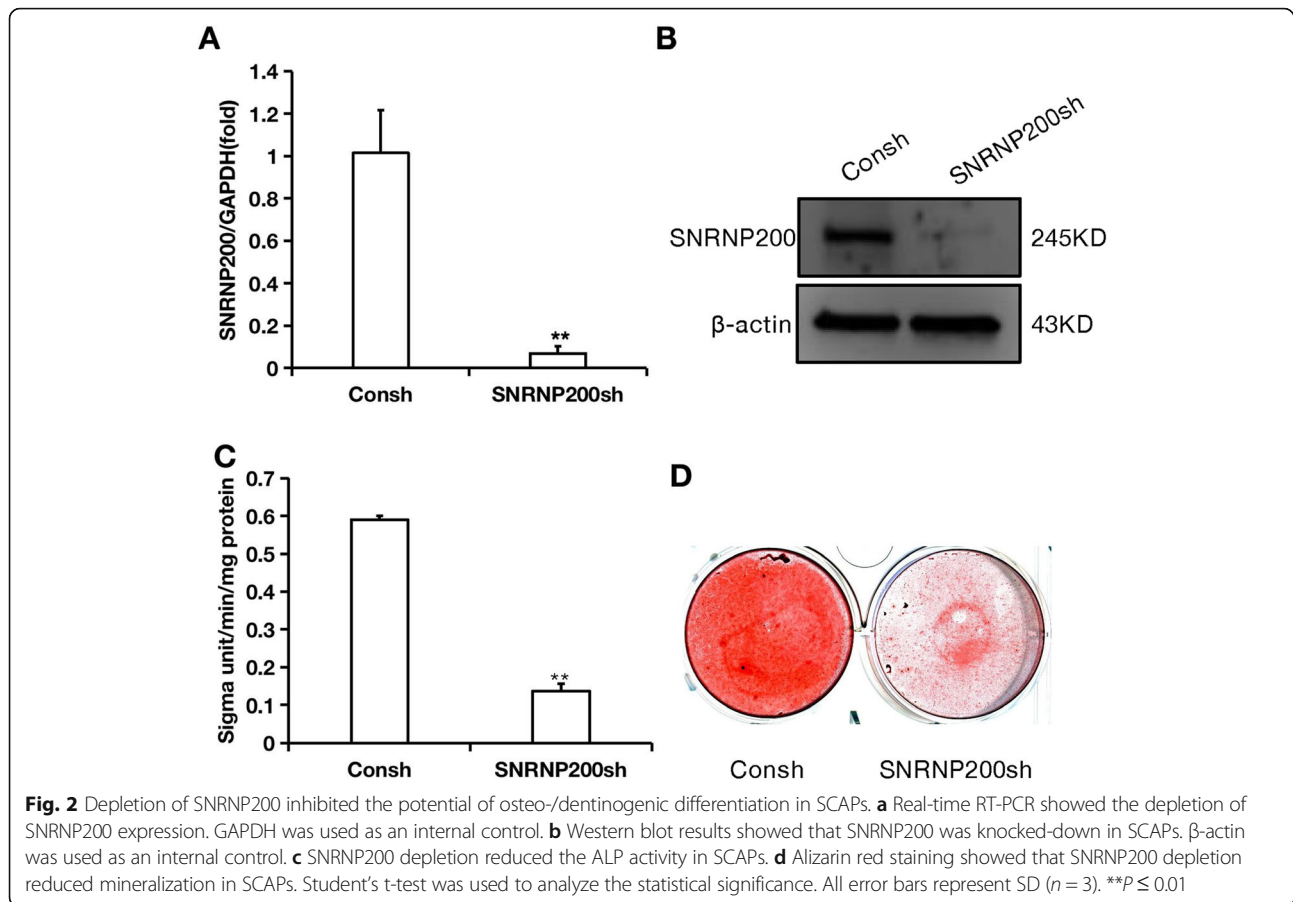 A
SNRNP200/GAPDH(fold)
1.4
1.2
1
0.8
0.6
0.4
0.2
0
**
Consh
SNRNP200sh
B
Consh
SNRNP200sh
SNRNP200
245KD
β-actin
43KD
C
Sigma unit/min/mg protein
0.7
0.6
0.5
0.4
0.3
0.2
0.1
0
**
Consh
SNRNP200sh
D
Consh
SNRNP200sh
Fig. 2 Depletion of SNRNP200 inhibited the potential of osteo-/dentinogenic differentiation in SCAPs. a Real-time RT-PCR showed the depletion of
SNRNP200 expression. GAPDH was used as an internal control. b Western blot results showed that SNRNP200 was knocked-down in SCAPs. β-actin
was used as an internal control. c SNRNP200 depletion reduced the ALP activity in SCAPs. d Alizarin red staining showed that SNRNP200 depletion
reduced mineralization in SCAPs. Student's t-test was used to analyze the statistical significance. All error bars represent SD (n = 3). **P ≤ 0.01